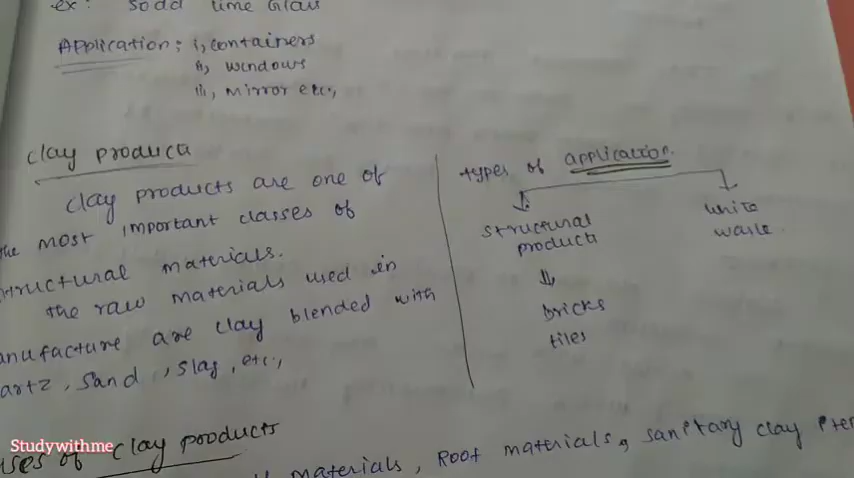 ex: Soda lime Glass
Application: i, containers
ii, windows
iii, mirror etc.,
clay product
clay products are one of
the most important classes of
structural materials.
the raw materials used in
manufacture are clay blended with
quartz, sand, slag, etc.,
types of application.
structural
product
white
ware
bricks
tiles
uses of clay products
materials, Roof materials, sanitary clay
Studywithme